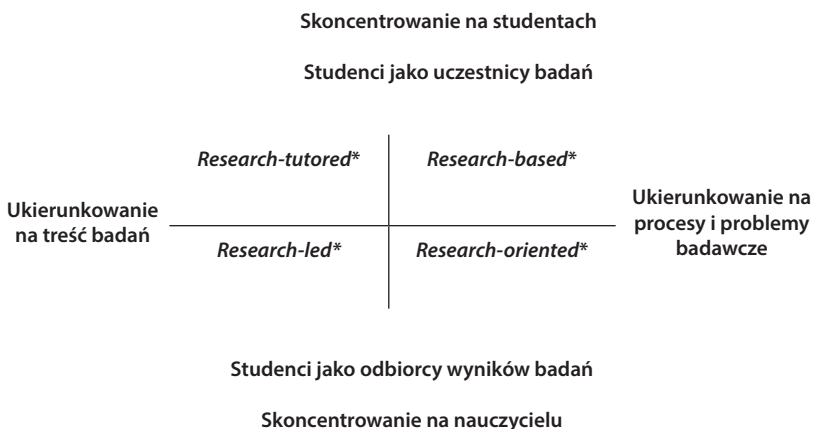 Skoncentrowanie na studentach
Studenci jako uczestnicy badań
Research-tutored*
Research-based*
Ukierunkowanie
na treść badań
Ukierunkowanie na
procesy i problemy
badawcze
Research-led*
Research-oriented*
Studenci jako odbiorcy wyników badań
Skoncentrowanie na nauczycielu